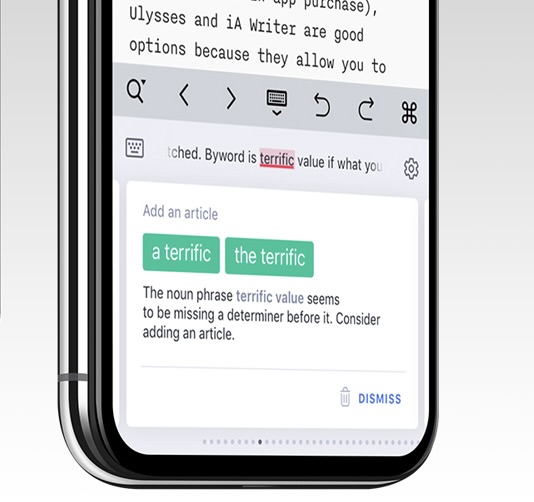 in app purchase),
Ulysses and iA Writer are good
options because they allow you to
tched. Byword is terrific value if what you
Add an article
a terrific
the terrific
The noun phrase terrific value seems
to be missing a determiner before it. Consider
adding an article.
DISMISS